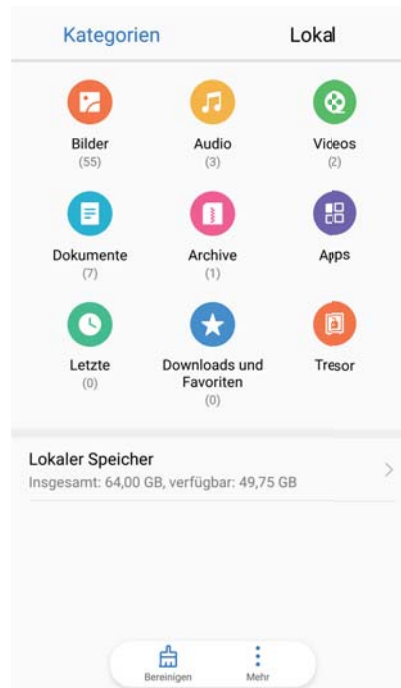 Kategorien Lokal
Bilder Audio Videos
(55) (3) (2)
Dokumente Archive Apps
(7) (1)
Letzte Downloads und Tresor
(0) Favoriten
(0)
Lokaler Speicher
Insgesamt: 64,00 GB, verfügbar: 49,75 GB
Bereinigen Mehr